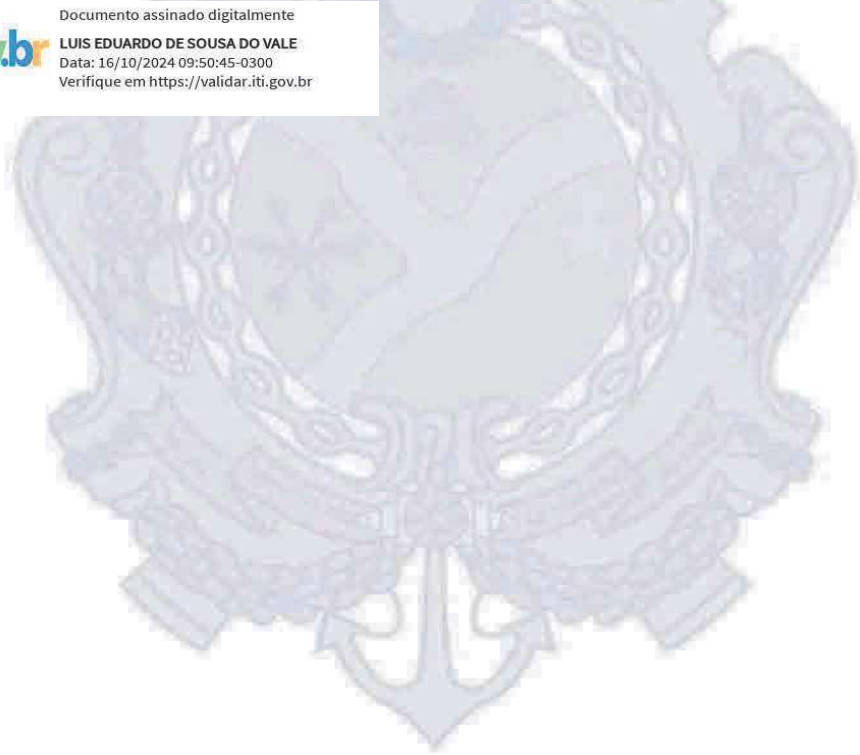 Documento assinado digitalmente
.br LUIS EDUARDO DE SOUSA DO VALE
Data: 16/10/2024 09:50:45-0300
Verifique em https://validar.iti.gov.br